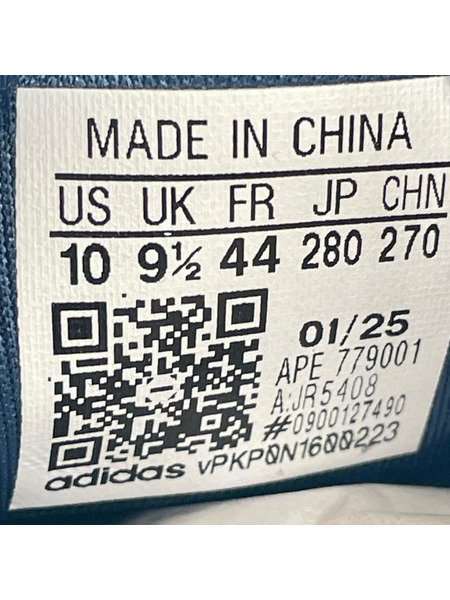 MADE IN CHINA
US UK FR JP CHN
10 9½ 44 280 270
01/25
APE 779001
A:JR5408
#0900127490
adidas vPKP0N1600223